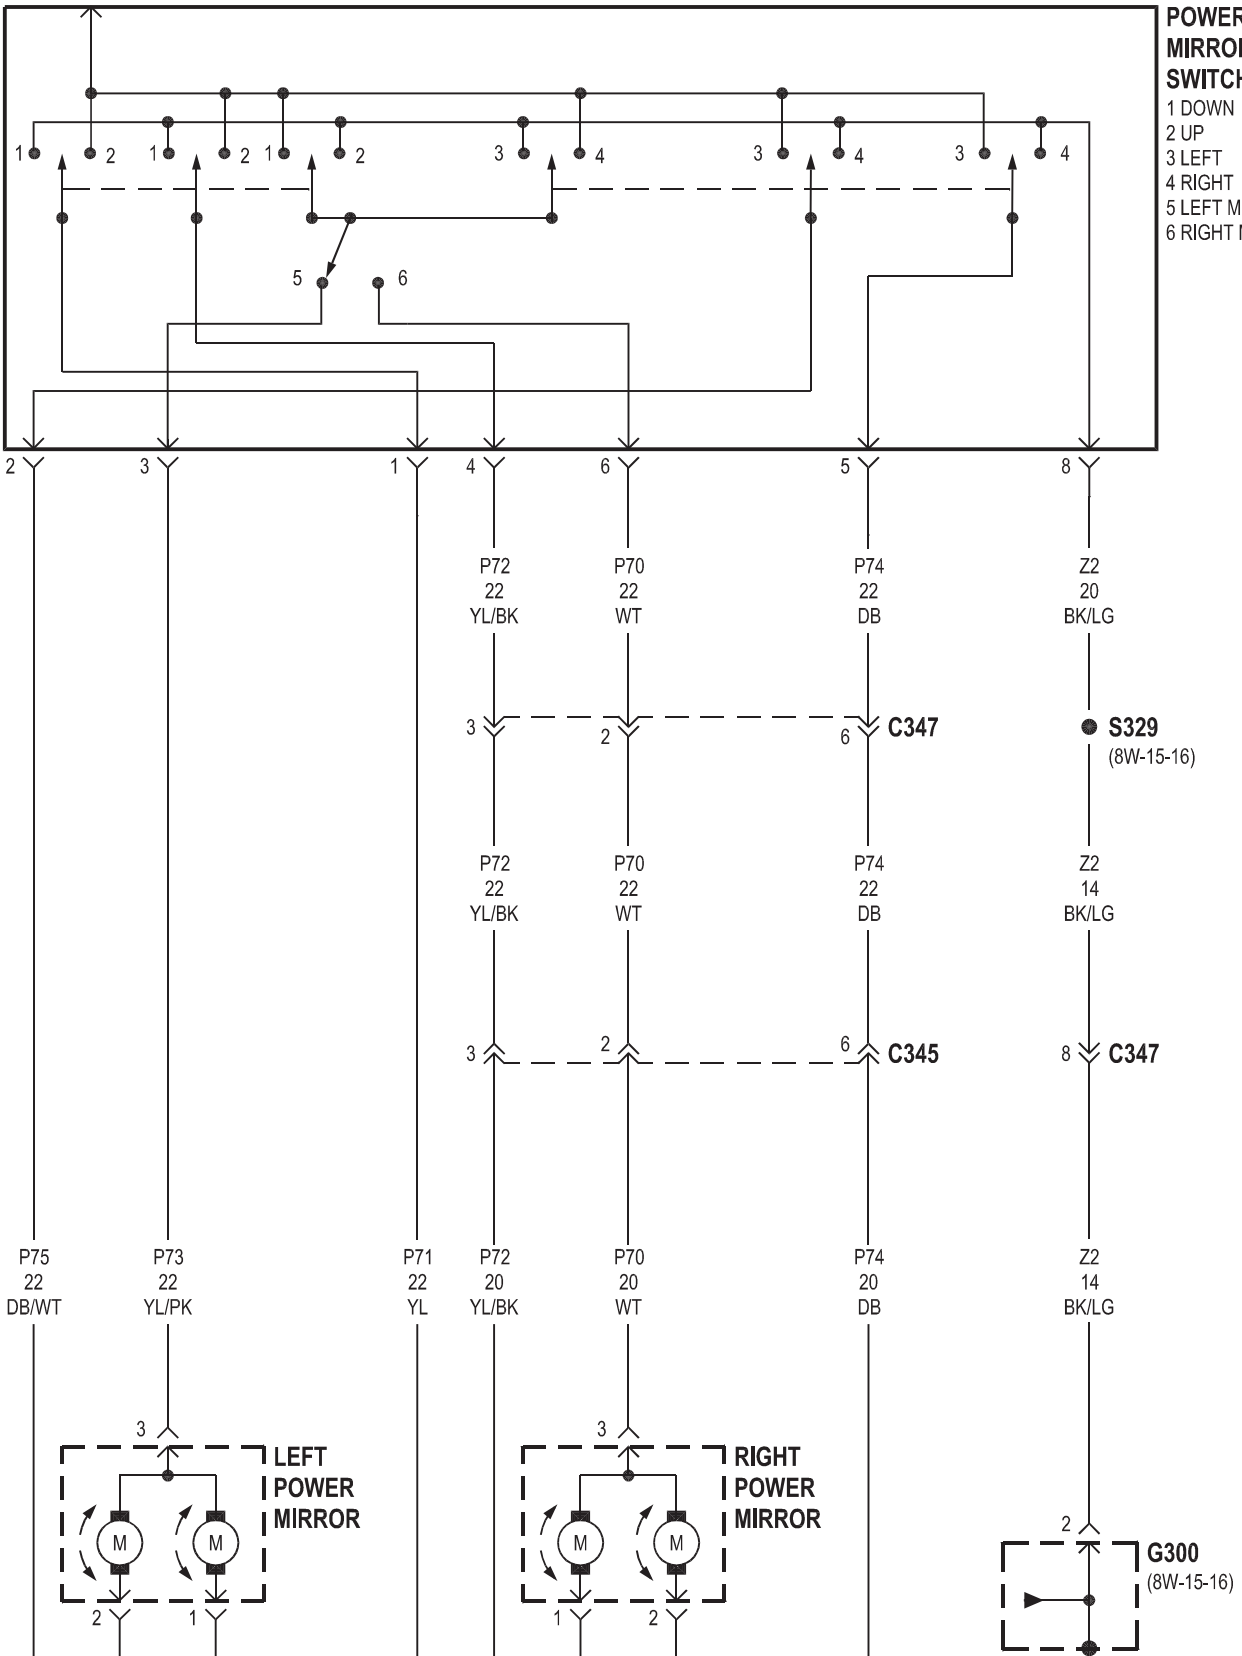 POWER
1 DOWN
2 UP
3 LEFT
4 RIGHT
5 LEFT
6 RIGHT
1 2 1 2 1 2 3 4 3 4 3 4
5 6
2 3 1 4 6 5 8
P72 P70 P74 Z2
22 22 22 20
YL/BK WT DB BK/LG
3 2 6 C347 S329
(8W-15-16)
P72 P70 P74 Z2
22 22 22 14
YL/BK WT DB BK/LG
3 2 6 C345 8 C347
P75 P73 P71 P72 P70 P74 Z2
22 22 22 20 20 20 14
DB/WT YL/PK YL YL/BK WT DB BK/LG
3 LEFT 3 RIGHT
POWER POWER
MIRROR MIRROR
M M M M
2 G300
(8W-15-16)
2 1 1 2